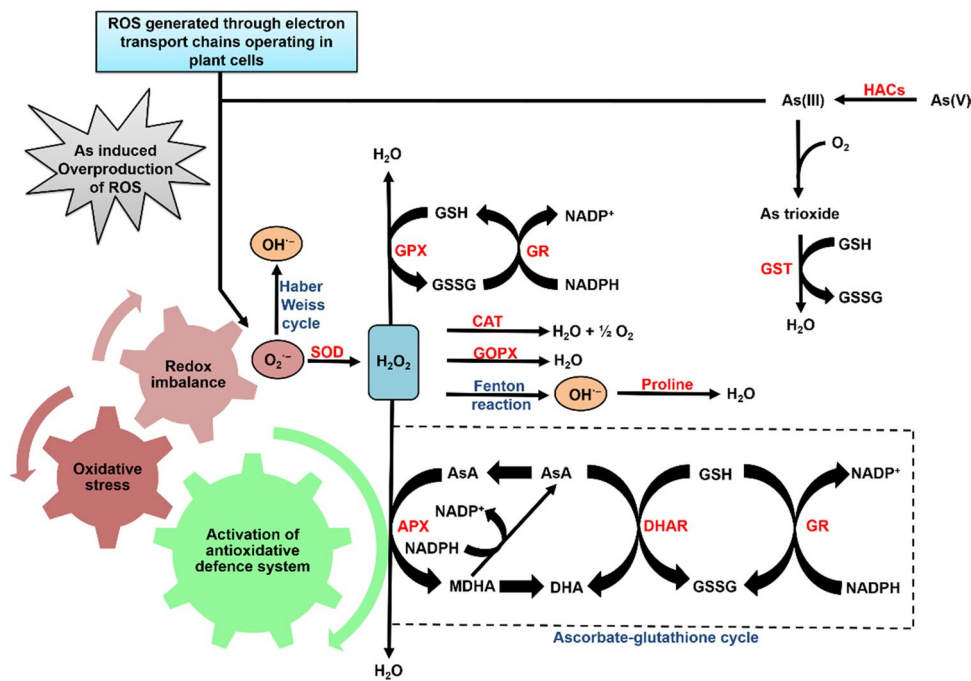 ROS generated through electron
transport chains operating in
plant cells
As(III)
HACs
As(V)
As induced
Overproduction
of ROS
O₂
As trioxide
GST
GSH
GSSG
H₂O
H₂O
GSH
NADP⁺
GPX
GR
GSSG
NADPH
OH·−
Haber
Weiss
cycle
O₂·−
SOD
H₂O₂
CAT
H₂O + ½ O₂
GOPX
H₂O
Fenton
reaction
OH·−
Proline
H₂O
Redox
imbalance
Oxidative
stress
Activation of
antioxidative
defence system
AsA
AsA
GSH
NADP⁺
NADP⁺
APX
DHAR
GR
NADPH
MDHA
DHA
GSSG
NADPH
Ascorbate-glutathione cycle
H₂O